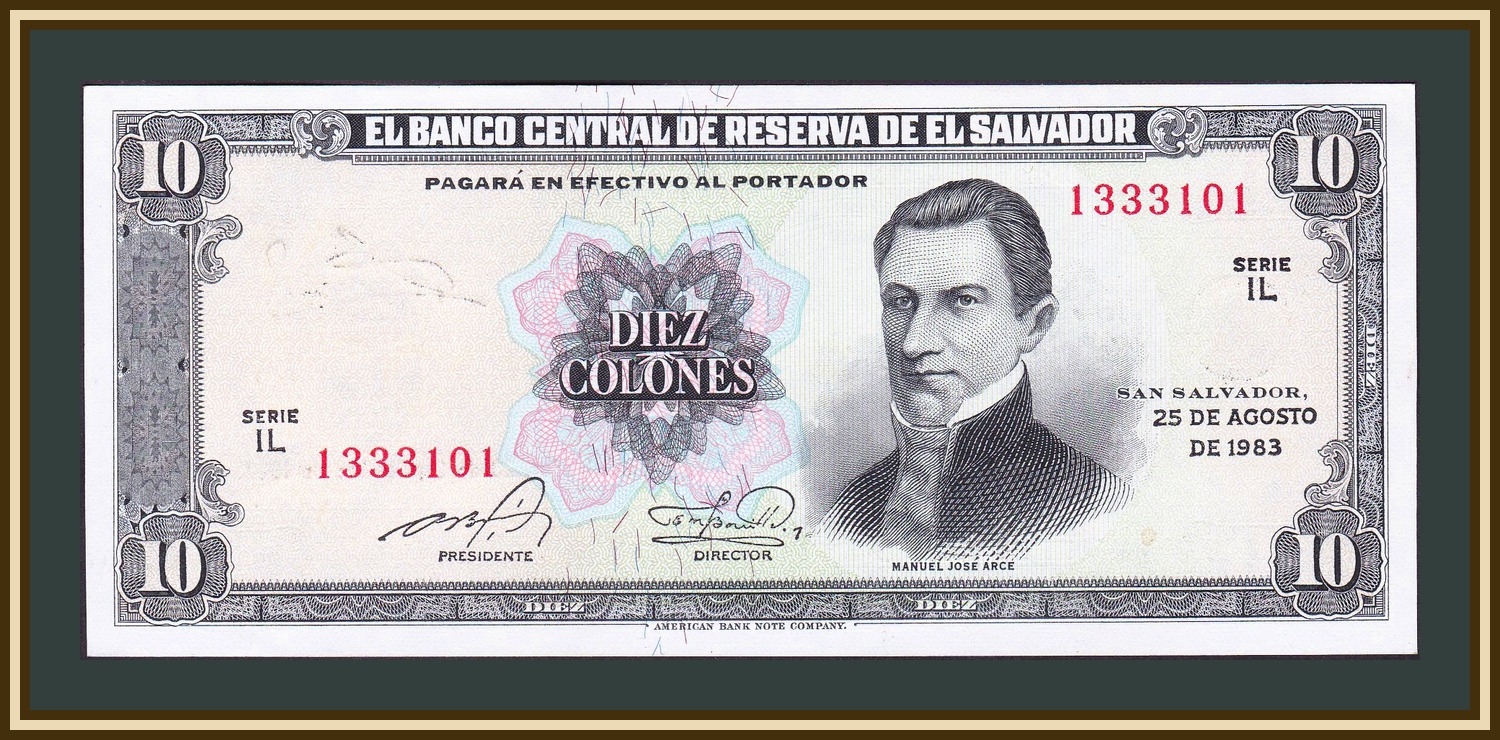 10
EL BANCO CENTRAL DE RESERVA DE EL SALVADOR
10
PAGARÁ EN EFECTIVO AL PORTADOR
1333101
SERIE
IL
DIEZ
COLONES
DIEZ
SAN SALVADOR,
25 DE AGOSTO
DE 1983
SERIE
IL
1333101
PRESIDENTE
DIRECTOR
MANUEL JOSE ARCE
10
DIEZ
DIEZ
10
AMERICAN BANK NOTE COMPANY.